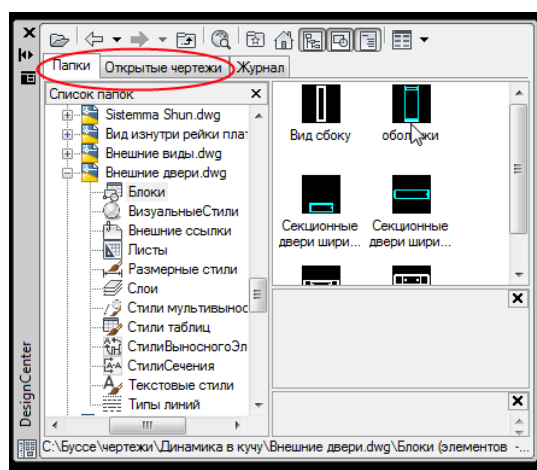 Папки Открытые чертежи Журнал
Список папок
Sistemma Shun.dwg
Вид изнутри рейки плат
Внешние виды.dwg
Внешние двери.dwg
Блоки
ВизуальныеСтили
Внешние ссылки
Листы
Размерные стили
Слои
Стили мультивынос
Стили таблиц
СтилиВыносногоЭл
СтилиСечения
Текстовые стили
Типы линий
Вид сбоку
Секционные двери шири...
Секционные двери шири...
DesignCenter
C:\Буссе\чертежи\Динамика в кучу\Внешние двери.dwg\Блоки (элементов -...